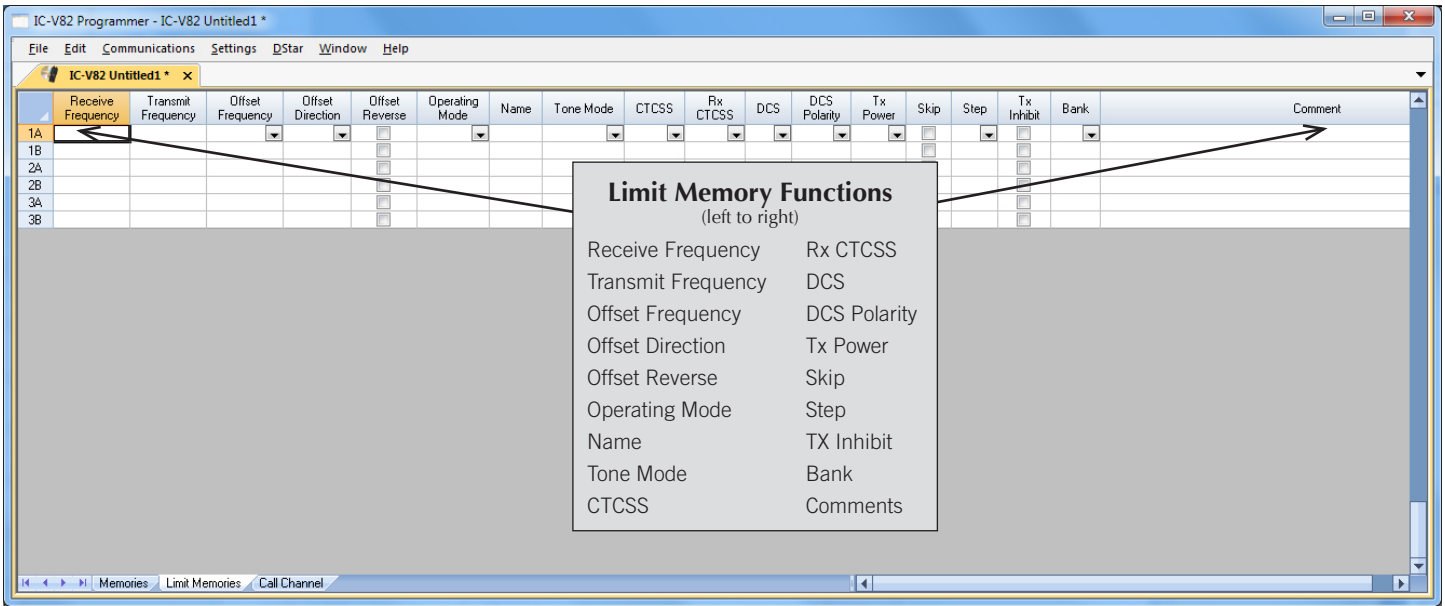 IC-V82 Programmer - IC-V82 Untitled1 *
File Edit Communications Settings DStar Window Help
IC-V82 Untitled1 * x
Receive Frequency Transmit Frequency Offset Frequency Offset Direction Offset Reverse Operating Mode Name Tone Mode CTCSS Rx CTCSS DCS DCS Polarity Tx Power Skip Step Tx Inhibit Bank Comment
1A
1B
2A
2B
3A
3B
Limit Memory Functions
(left to right)
Receive Frequency Rx CTCSS
Transmit Frequency DCS
Offset Frequency DCS Polarity
Offset Direction Tx Power
Offset Reverse Skip
Operating Mode Step
Name TX Inhibit
Tone Mode Bank
CTCSS Comments
Memories Limit Memories Call Channel